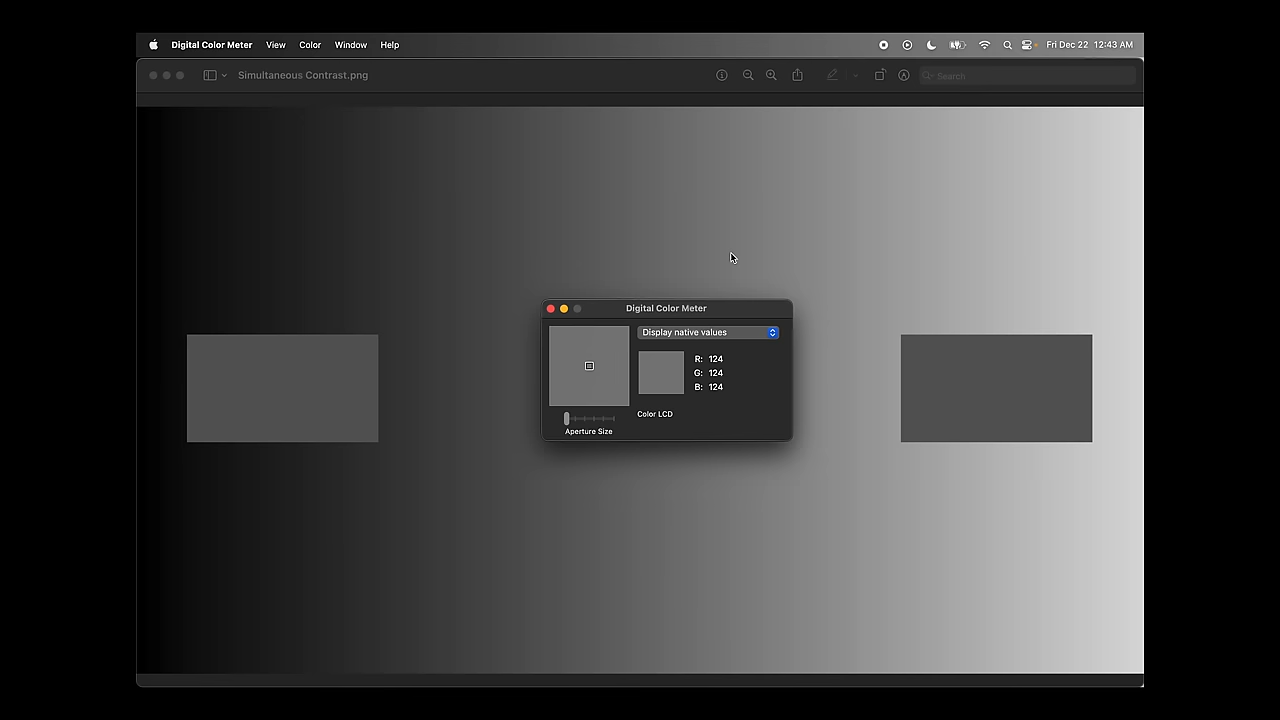 Digital Color Meter View Color Window Help Fri Dec 22 12:43 AM
Simultaneous Contrast.png Search
Digital Color Meter
Display native values
R: 124
G: 124
B: 124
Color LCD
Aperture Size